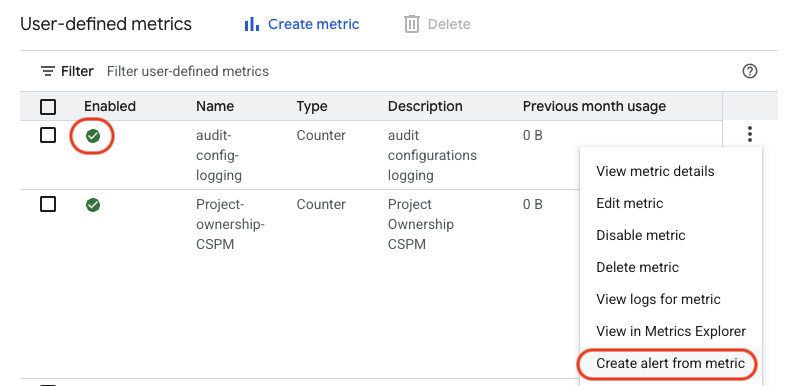 User-defined metrics
Create metric
Delete
Filter
Filter user-defined metrics
Enabled
Name
Type
Description
Previous month usage
audit-
config-
logging
Counter
audit
configurations
logging
0 B
Project-
ownership-
CSPM
Counter
Project
Ownership
CSPM
0 B
View metric details
Edit metric
Disable metric
Delete metric
View logs for metric
View in Metrics Explorer
Create alert from metric